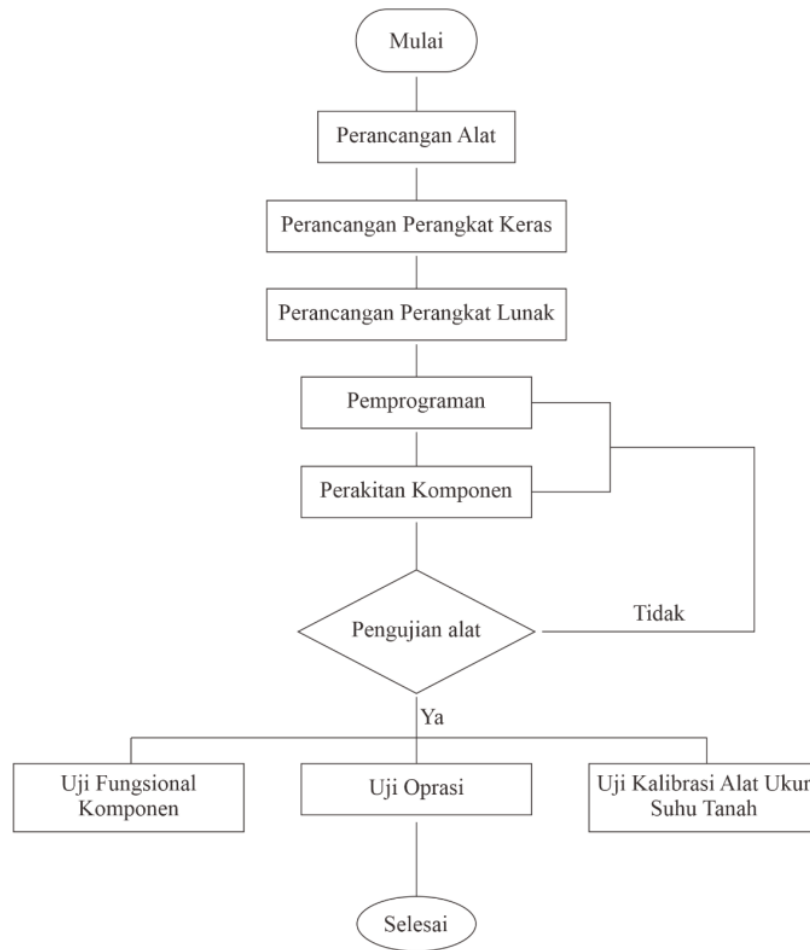 Mulai
Perancangan Alat
Perancangan Perangkat Keras
Perancangan Perangkat Lunak
Pemprograman
Perakitan Komponen
Pengujian alat
Tidak
Ya
Uji Fungsional
Komponen
Uji Oprasi
Uji Kalibrasi Alat Ukur
Suhu Tanah
Selesai